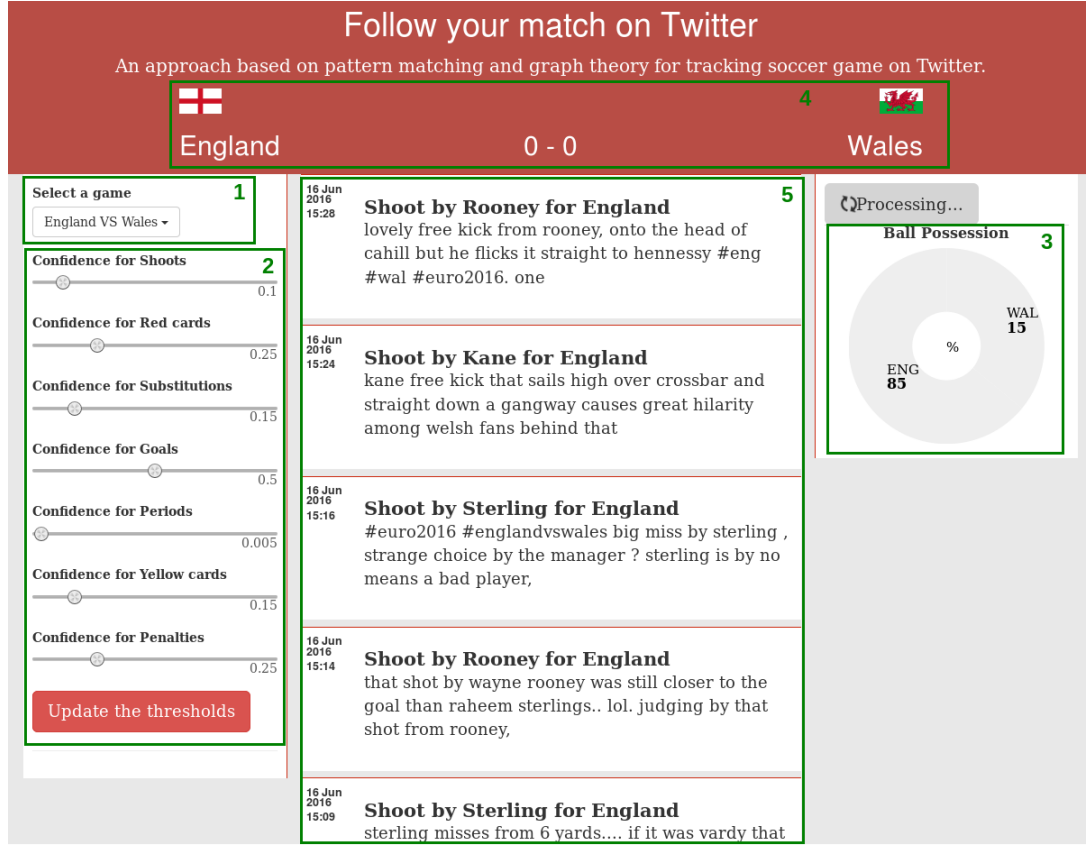 Follow your match on Twitter
An approach based on pattern matching and graph theory for tracking soccer game on Twitter.
4
England
0 - 0
Wales
1
Select a game
England VS Wales
2
Confidence for Shoots
0.1
Confidence for Red cards
0.25
Confidence for Substitutions
0.15
Confidence for Goals
0.5
Confidence for Periods
0.005
Confidence for Yellow cards
0.15
Confidence for Penalties
0.25
Update the thresholds
5
16 Jun
2016
15:28
Shoot by Rooney for England
lovely free kick from rooney, onto the head of
cahill but he flicks it straight to hennessy #eng
#wal #euro2016. one
16 Jun
2016
15:24
Shoot by Kane for England
kane free kick that sails high over crossbar and
straight down a gangway causes great hilarity
among welsh fans behind that
16 Jun
2016
15:16
Shoot by Sterling for England
#euro2016 #englandvswales big miss by sterling ,
strange choice by the manager ? sterling is by no
means a bad player,
16 Jun
2016
15:14
Shoot by Rooney for England
that shot by wayne rooney was still closer to the
goal than raheem sterlings.. lol. judging by that
shot from rooney,
16 Jun
2016
15:09
Shoot by Sterling for England
sterling misses from 6 yards.... if it was vardy that
Processing...
Ball Possession
3
WAL
15
%
ENG
85